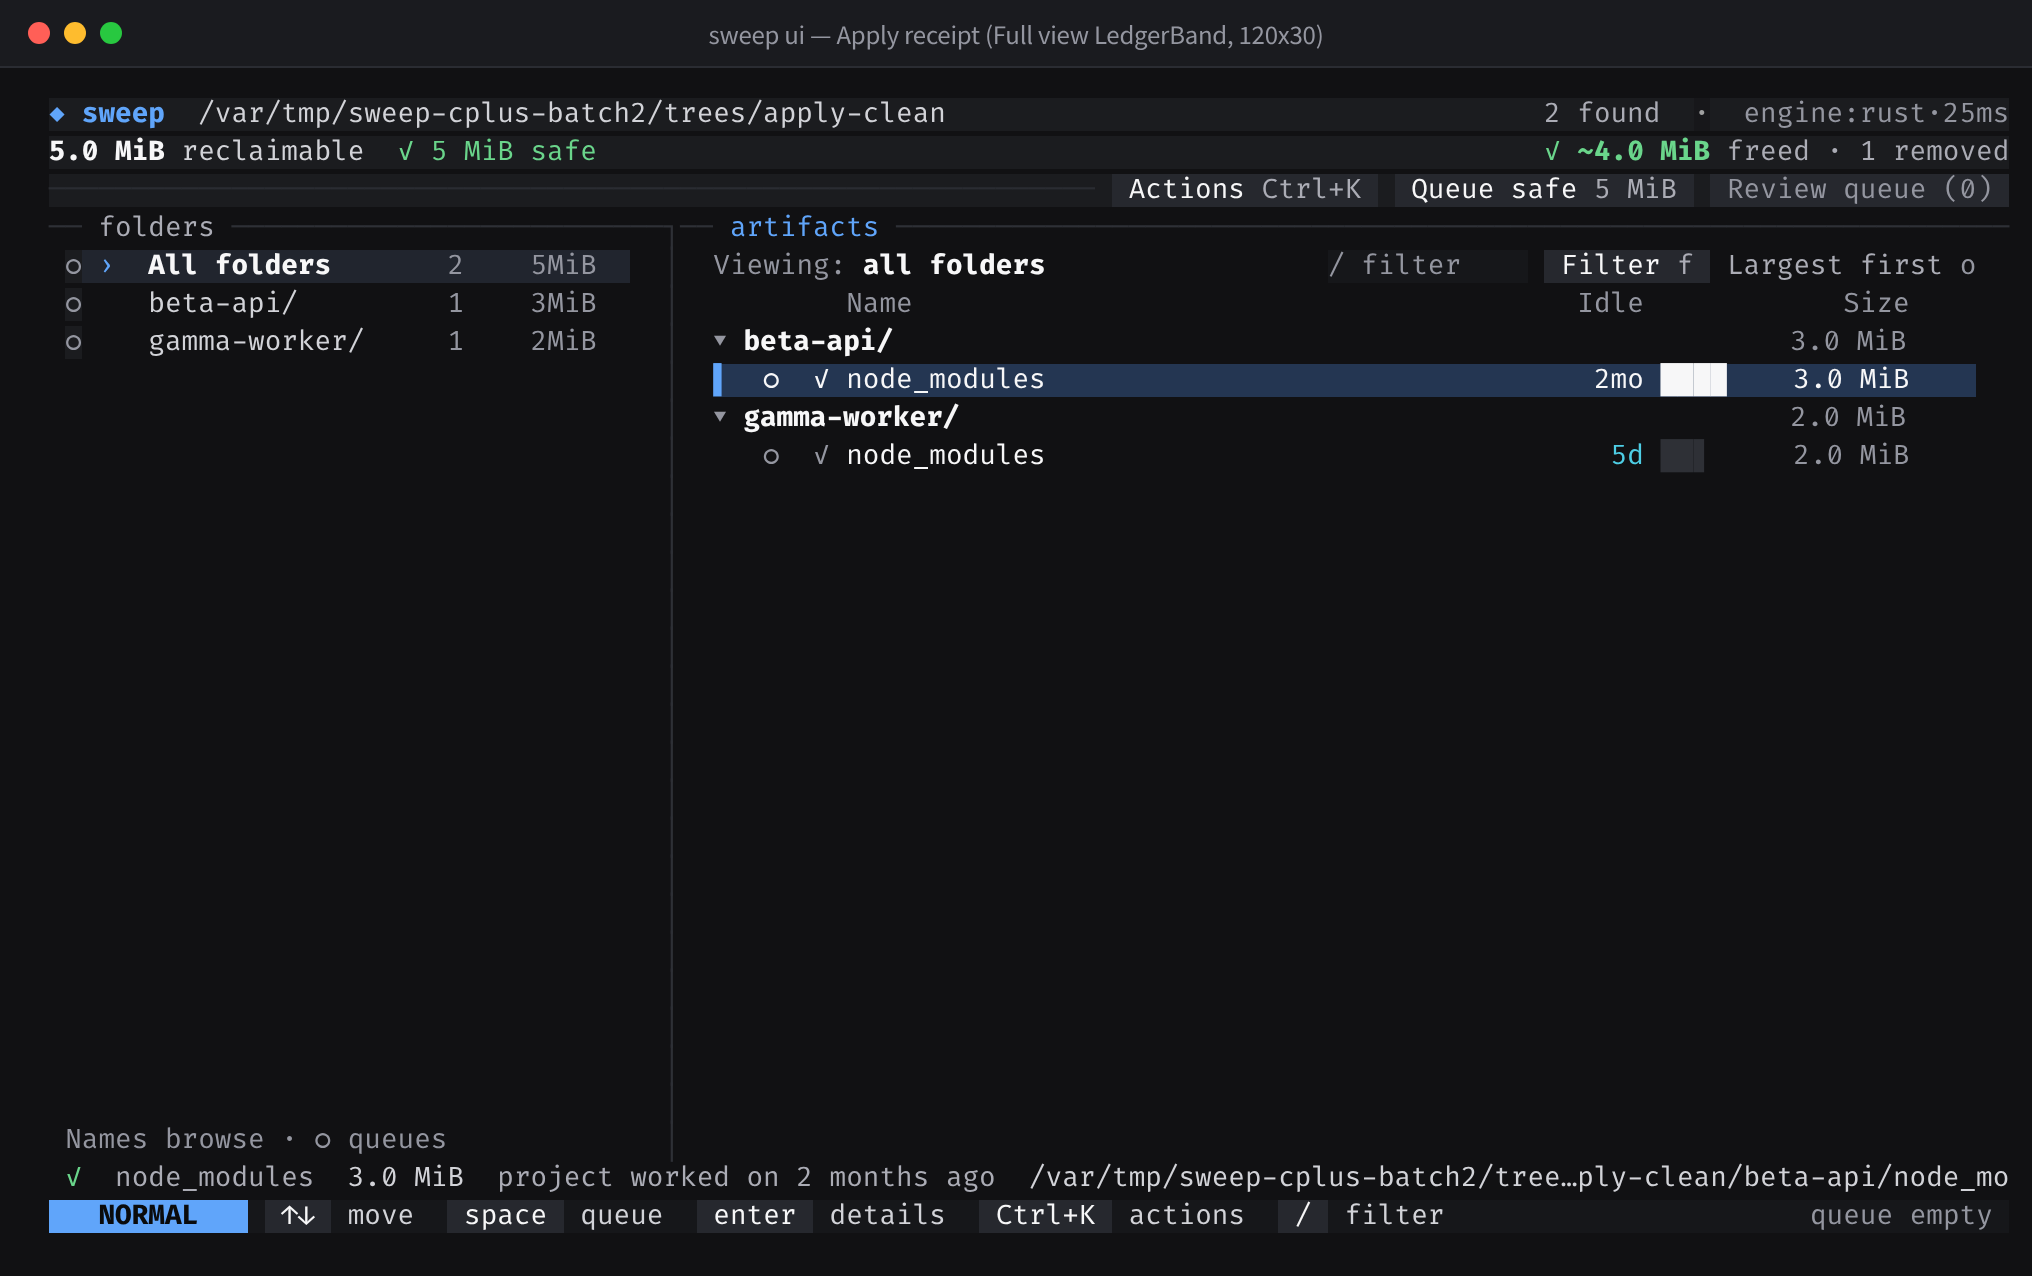 sweep ui — Apply receipt (Full view LedgerBand, 120x30)
◆ sweep /var/tmp/sweep-cplus-batch2/trees/apply-clean 2 found · engine:rust·25ms
5.0 MiB reclaimable √ 5 MiB safe √ ~4.0 MiB freed · 1 removed
Actions Ctrl+K Queue safe 5 MiB Review queue (0)
folders artifacts
○ › All folders 2 5MiB Viewing: all folders / filter Filter f Largest first o
○ beta-api/ 1 3MiB Name Idle Size
○ gamma-worker/ 1 2MiB ▾ beta-api/ 3.0 MiB
○ √ node_modules 2mo 3.0 MiB
▾ gamma-worker/ 2.0 MiB
○ √ node_modules 5d 2.0 MiB
Names browse · ○ queues
√ node_modules 3.0 MiB project worked on 2 months ago /var/tmp/sweep-cplus-batch2/tree…ply-clean/beta-api/node_mo
NORMAL ↑↓ move space queue enter details Ctrl+K actions / filter queue empty